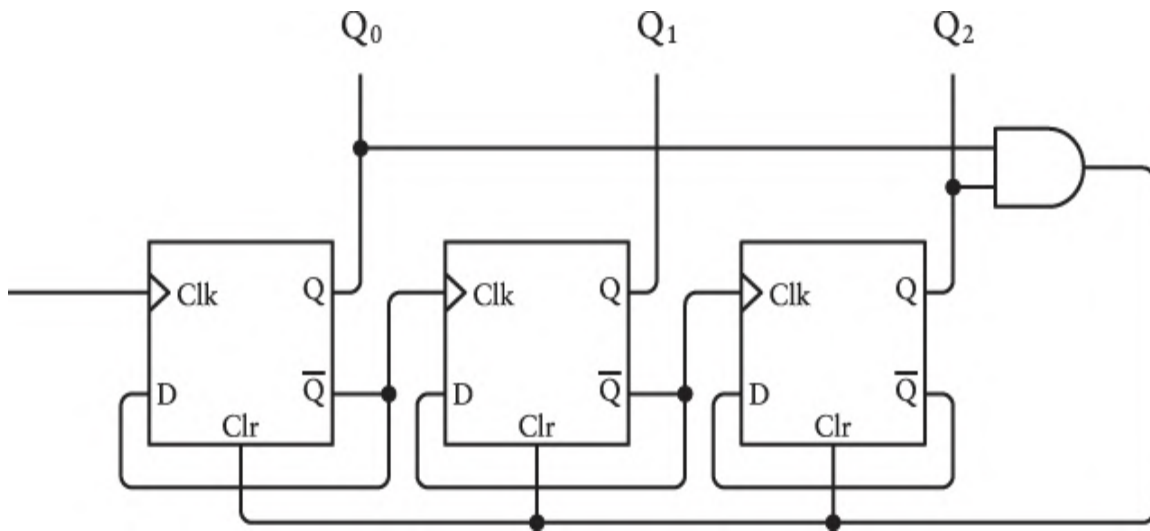 Q₀ Q₁ Q₂
Clk Q Clk Q Clk Q
D Q̅ D Q̅ D Q̅
Clr Clr Clr